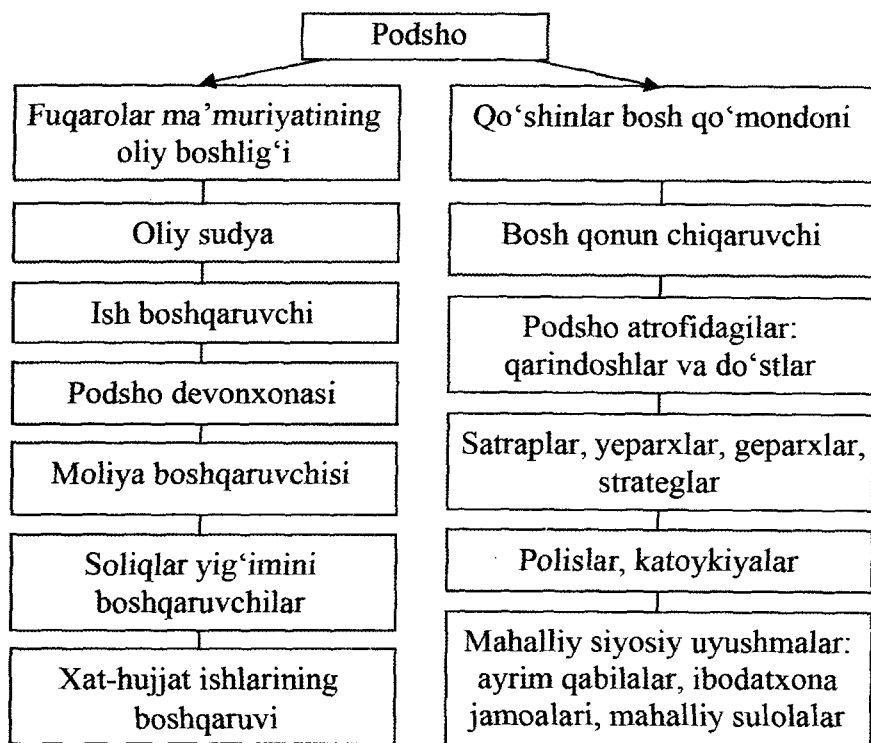 Podsho
Fuqarolar ma’muriyatining
oliy boshlig‘i
Oliy sudya
Ish boshqaruvchi
Podsho devonxonasi
Moliya boshqaruvchisi
Soliqlar yig‘imini
boshqaruvchilar
Xat-hujjat ishlarining
boshqaruvi
Qo‘shinlar bosh qo‘mondoni
Bosh qonun chiqaruvchi
Podsho atrofidagilar:
qarindoshlar va do‘stlar
Satraplar, yeparxlar, geparxlar,
strateglar
Polislar, katoykiyalar
Mahalliy siyosiy uyushmalar:
ayrim qabilalar, ibodatxona
jamoalari, mahalliy sulolalar